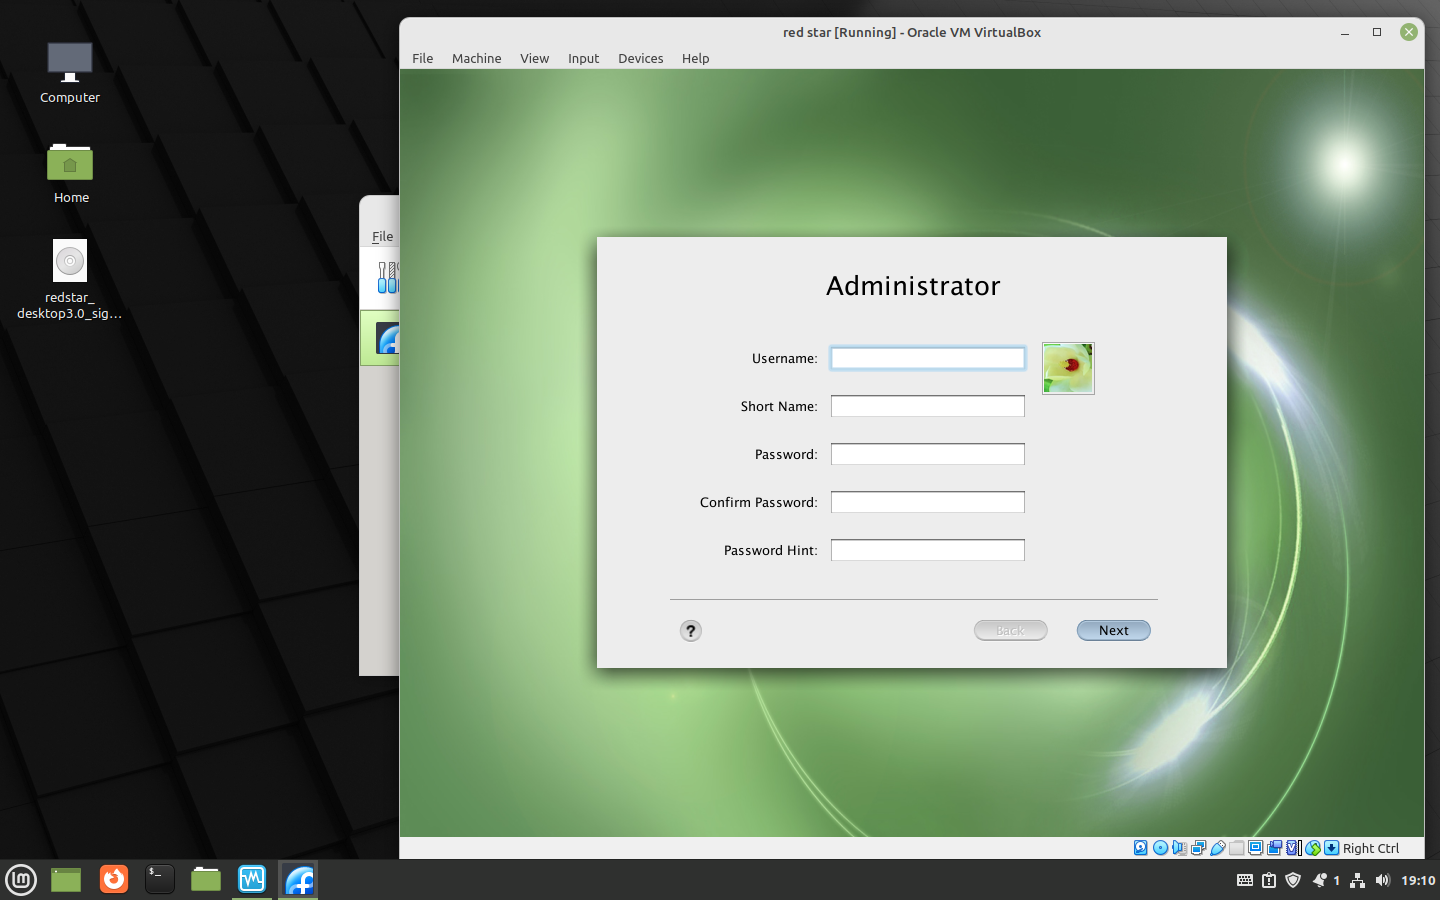 red star [Running] - Oracle VM VirtualBox
File Machine View Input Devices Help
Computer
Home
redstar_
desktop3.0_sig...
File
Administrator
Username:
Short Name:
Password:
Confirm Password:
Password Hint:
?
Back
Next
Right Ctrl
$_
1
19:10